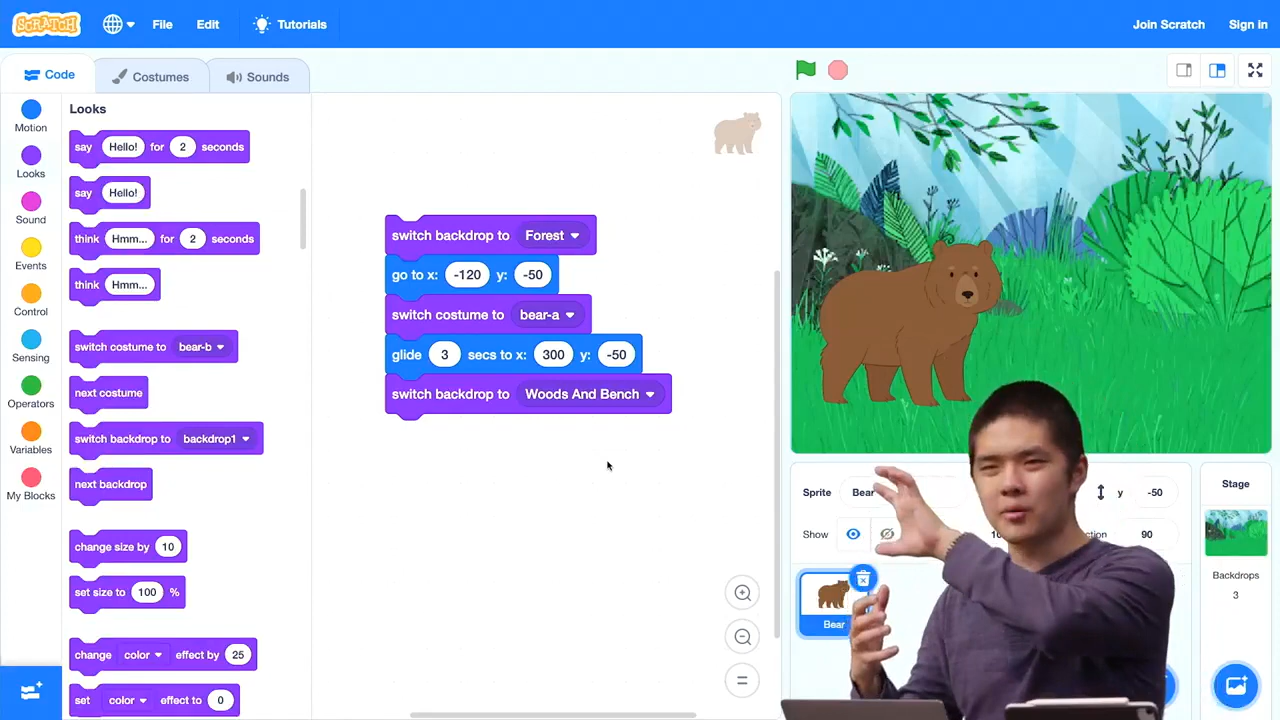 SCRATCH
File
Edit
Tutorials
Join Scratch
Sign in
Code
Costumes
Sounds
Motion
Looks
Sound
Events
Control
Sensing
Operators
Variables
My Blocks
Looks
say Hello! for 2 seconds
say Hello!
think Hmm... for 2 seconds
think Hmm...
switch costume to bear-b
next costume
switch backdrop to backdrop1
next backdrop
change size by 10
set size to 100 %
change color effect by 25
set color effect to 0
switch backdrop to Forest
go to x: -120 y: -50
switch costume to bear-a
glide 3 secs to x: 300 y: -50
switch backdrop to Woods And Bench
Sprite Bear y -50
Show 90
Bear
Stage
Backdrops
3